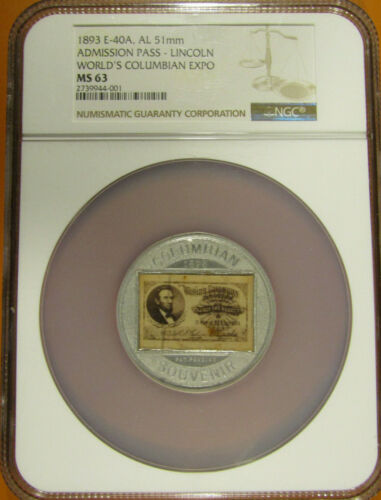 1893 E-40A, AL 51mm
ADMISSION PASS - LINCOLN
WORLD'S COLUMBIAN EXPO
MS 63
2739944-001
NUMISMATIC GUARANTY CORPORATION
NGC®
COLUMBIAN
SOUVENIR